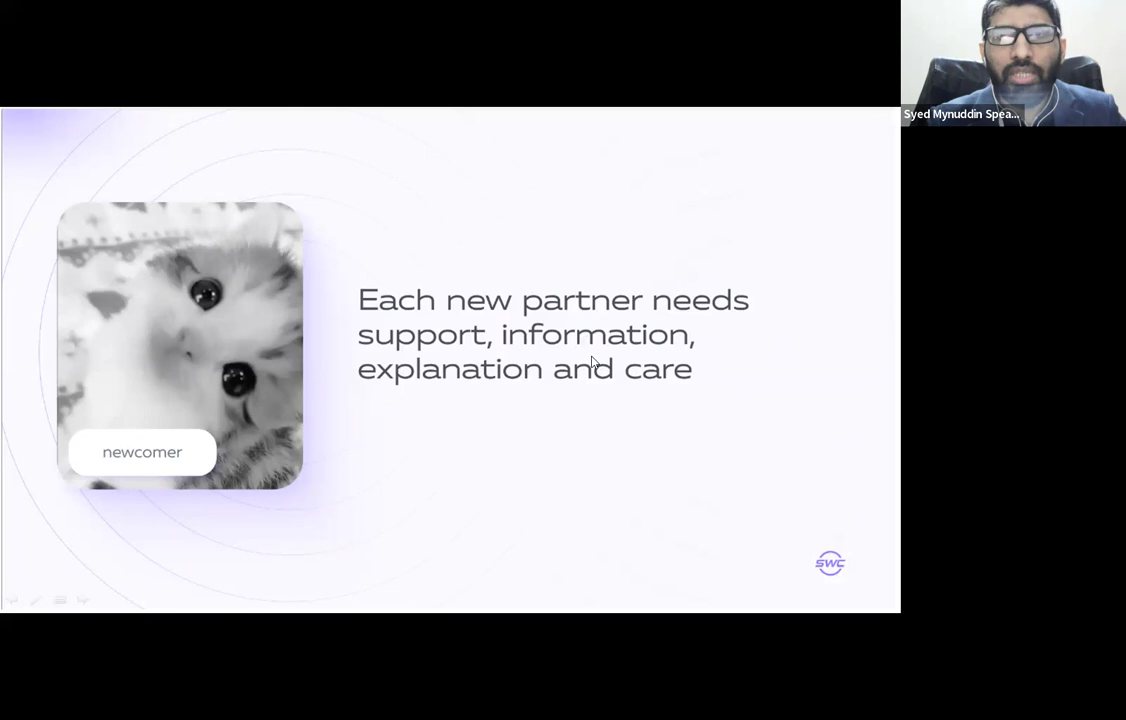 Syed Mynuddin Spea...
Each new partner needs
support, information,
explanation and care
newcomer
SWC